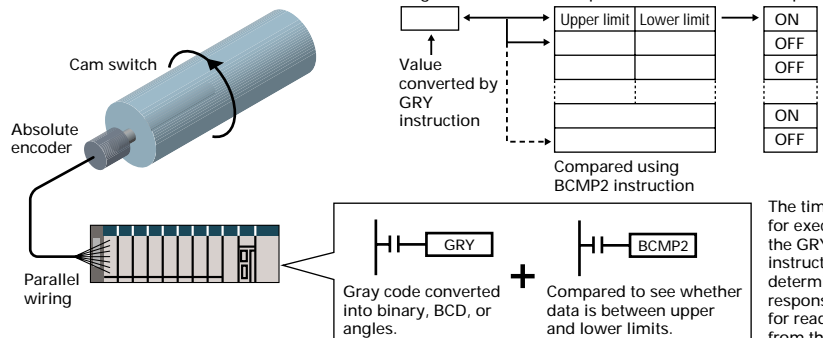 Cam switch
Absolute
encoder
Parallel
wiring
Value
converted by
GRY
instruction
Upper limit Lower limit
ON
OFF
OFF
ON
OFF
Compared using
BCMP2 instruction
GRY
Gray code converted
into binary, BCD, or
angles.
+
BCMP2
Compared to see whether
data is between upper
and lower limits.
The tim
for exec
the GRY
instruct
determ
respons
for read
from th